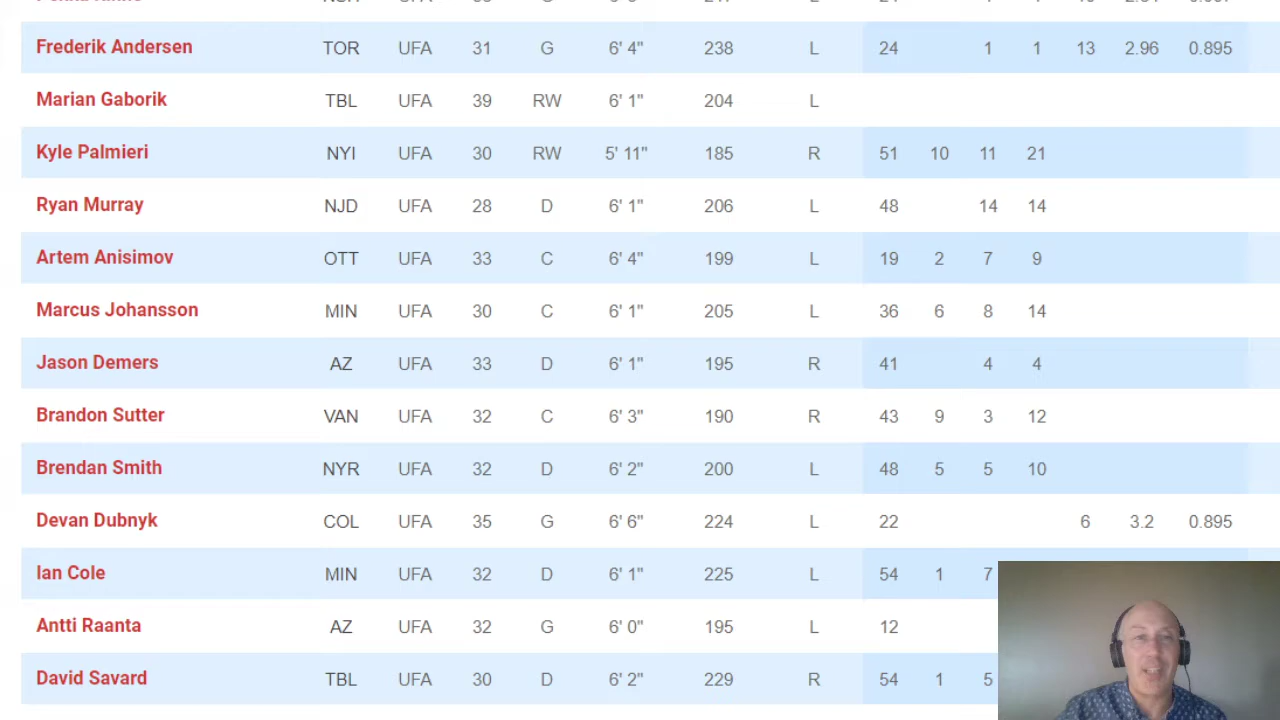 Frederik Andersen TOR UFA 31 G 6' 4" 238 L 24 1 1 13 2.96 0.895
Marian Gaborik TBL UFA 39 RW 6' 1" 204 L
Kyle Palmieri NYI UFA 30 RW 5' 11" 185 R 51 10 11 21
Ryan Murray NJD UFA 28 D 6' 1" 206 L 48 14 14
Artem Anisimov OTT UFA 33 C 6' 4" 199 L 19 2 7 9
Marcus Johansson MIN UFA 30 C 6' 1" 205 L 36 6 8 14
Jason Demers AZ UFA 33 D 6' 1" 195 R 41 4 4
Brandon Sutter VAN UFA 32 C 6' 3" 190 R 43 9 3 12
Brendan Smith NYR UFA 32 D 6' 2" 200 L 48 5 5 10
Devan Dubnyk COL UFA 35 G 6' 6" 224 L 22 6 3.2 0.895
Ian Cole MIN UFA 32 D 6' 1" 225 L 54 1 7
Antti Raanta AZ UFA 32 G 6' 0" 195 L 12
David Savard TBL UFA 30 D 6' 2" 229 R 54 1 5